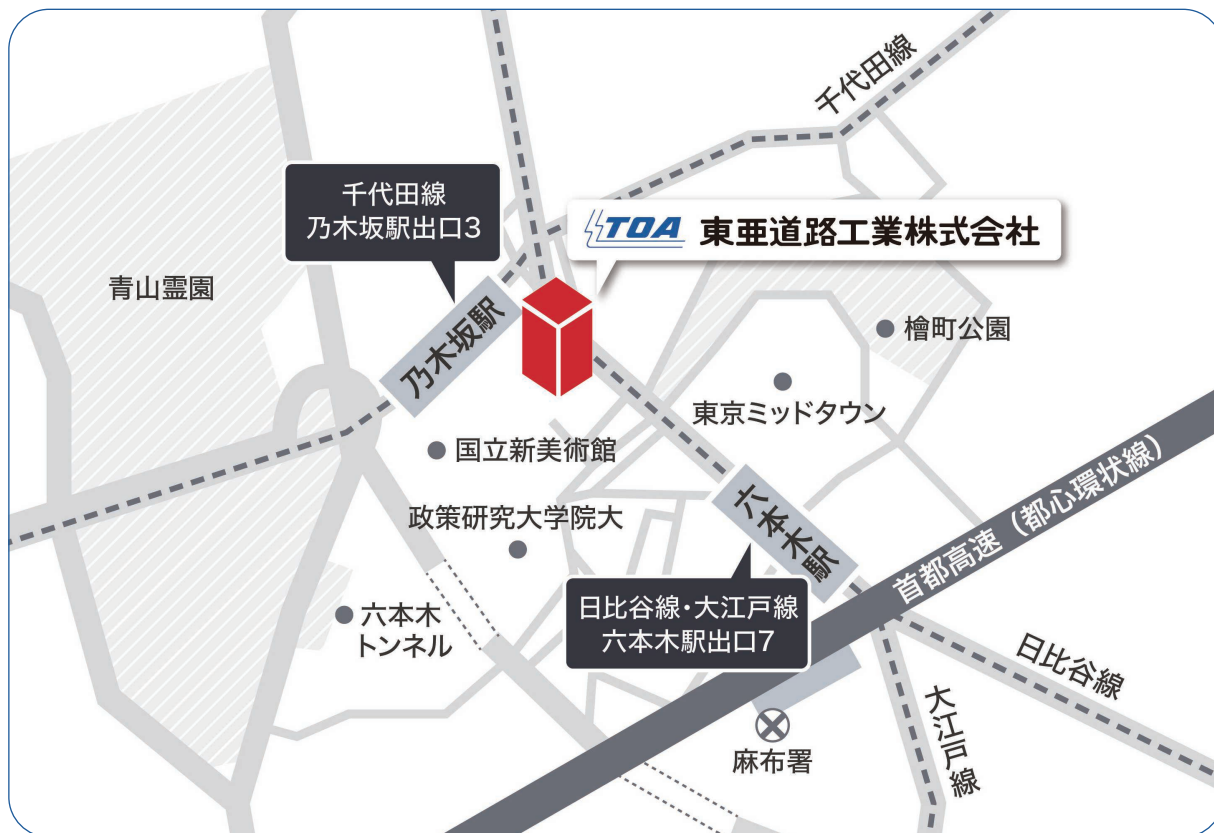 千代田線
千代田線
乃木坂駅出口3
TOA 東亜道路工業株式会社
青山霊園
乃木坂駅
檜町公園
東京ミッドタウン
国立新美術館
政策研究大学院大
六本木駅
首都高速（都心環状線）
日比谷線・大江戸線
六本木駅出口7
六本木
トンネル
日比谷線
大江戸線
麻布署